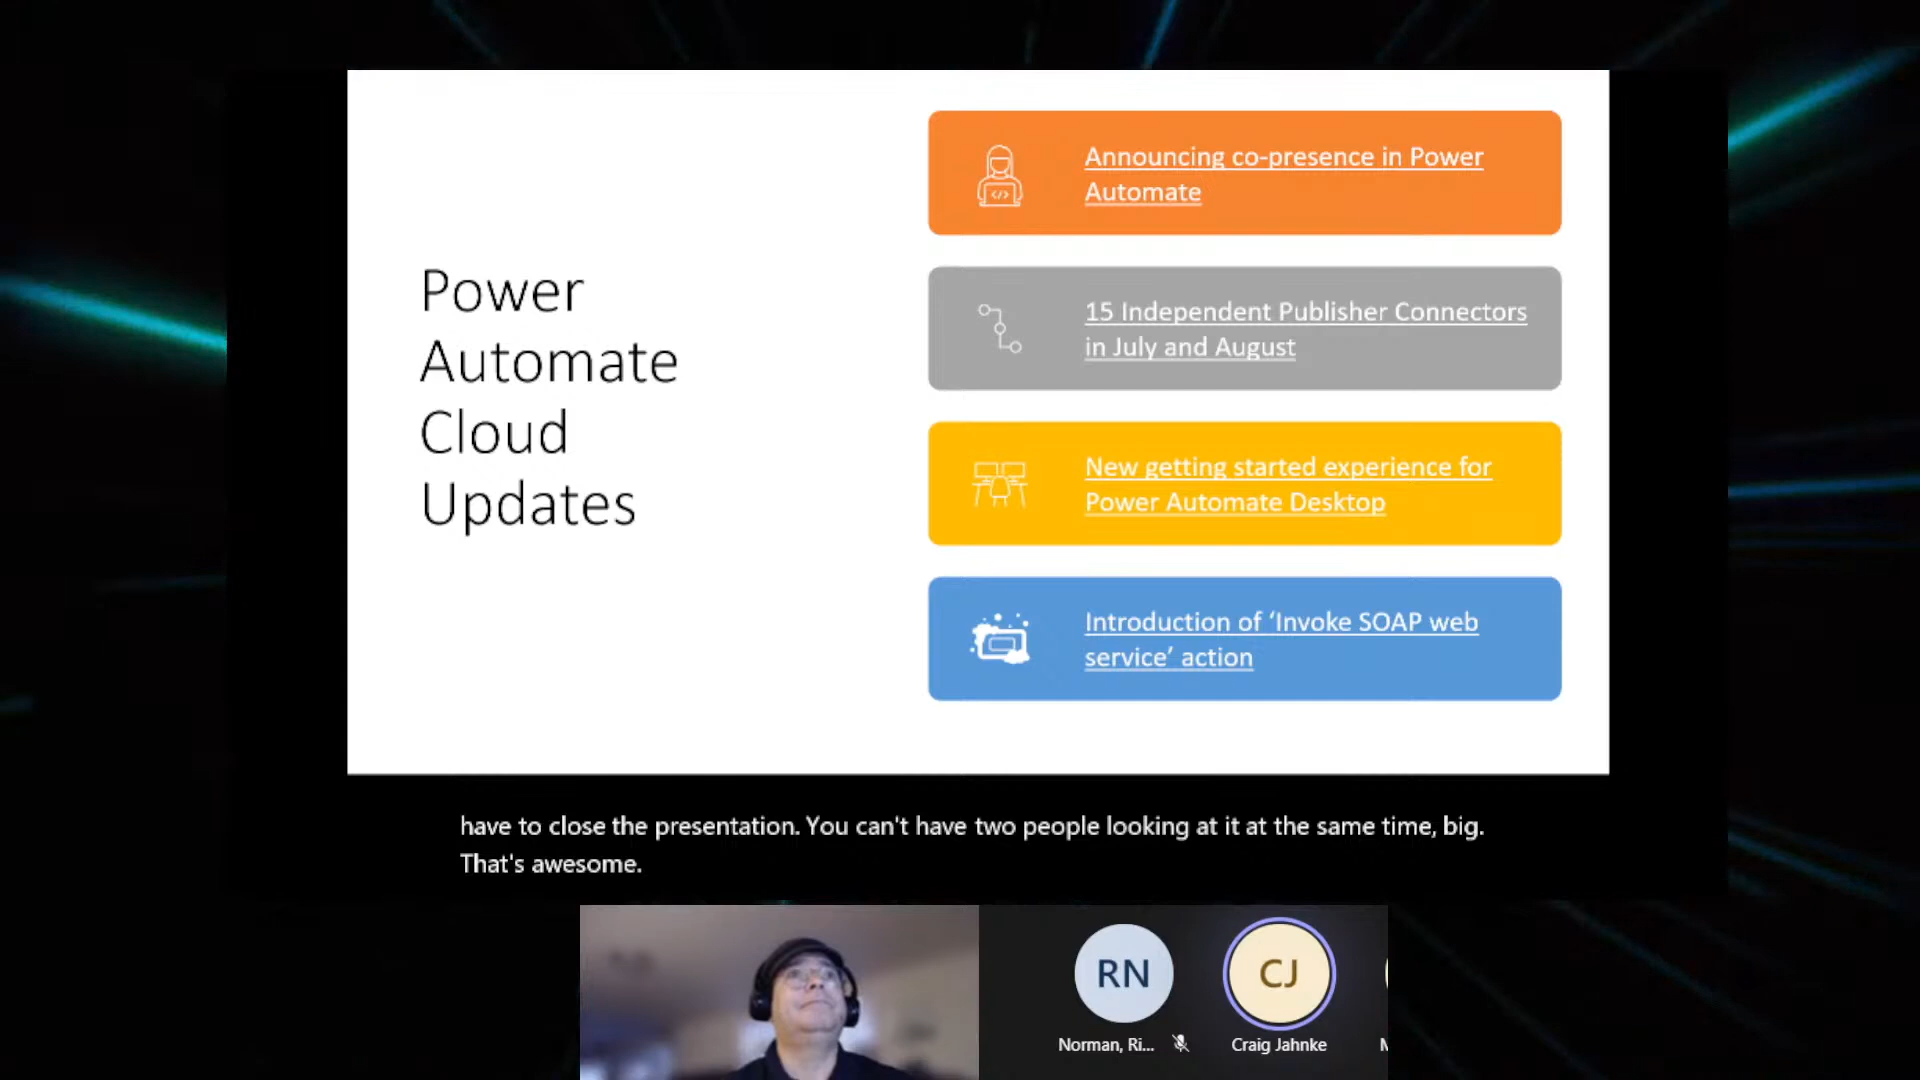 Power
Automate
Cloud
Updates
Announcing co-presence in Power
Automate
15 Independent Publisher Connectors
in July and August
New getting started experience for
Power Automate Desktop
Introduction of ‘Invoke SOAP web
service’ action
have to close the presentation. You can't have two people looking at it at the same time, big.
That's awesome.
RN
CJ
Norman, Ri...
Craig Jahnke